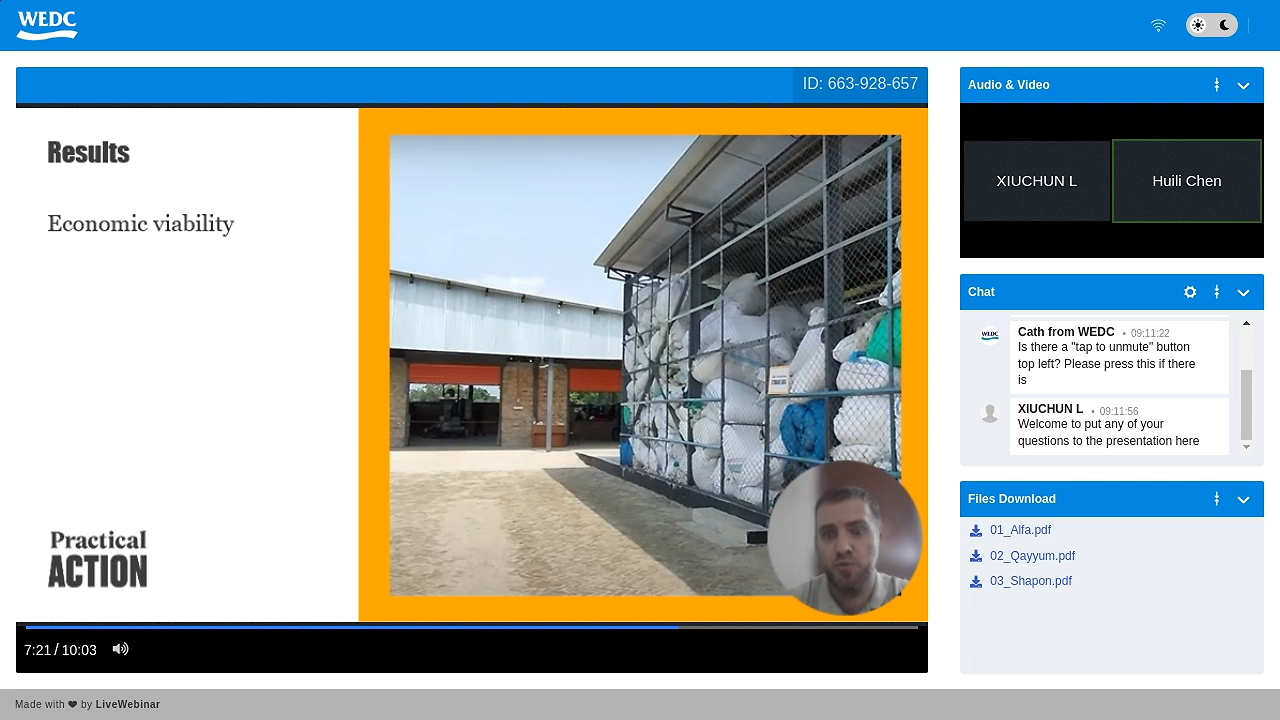 WEDC
ID: 663-928-657
Results
Economic viability
Practical
ACTION
7:21 / 10:03
Audio & Video
XIUCHUN L
Huili Chen
Chat
WEDC
Cath from WEDC • 09:11:22
Is there a "tap to unmute" button
top left? Please press this if there
is
XIUCHUN L • 09:11:56
Welcome to put any of your
questions to the presentation here
Files Download
01_Alfa.pdf
02_Qayyum.pdf
03_Shapon.pdf
Made with ❤ by LiveWebinar